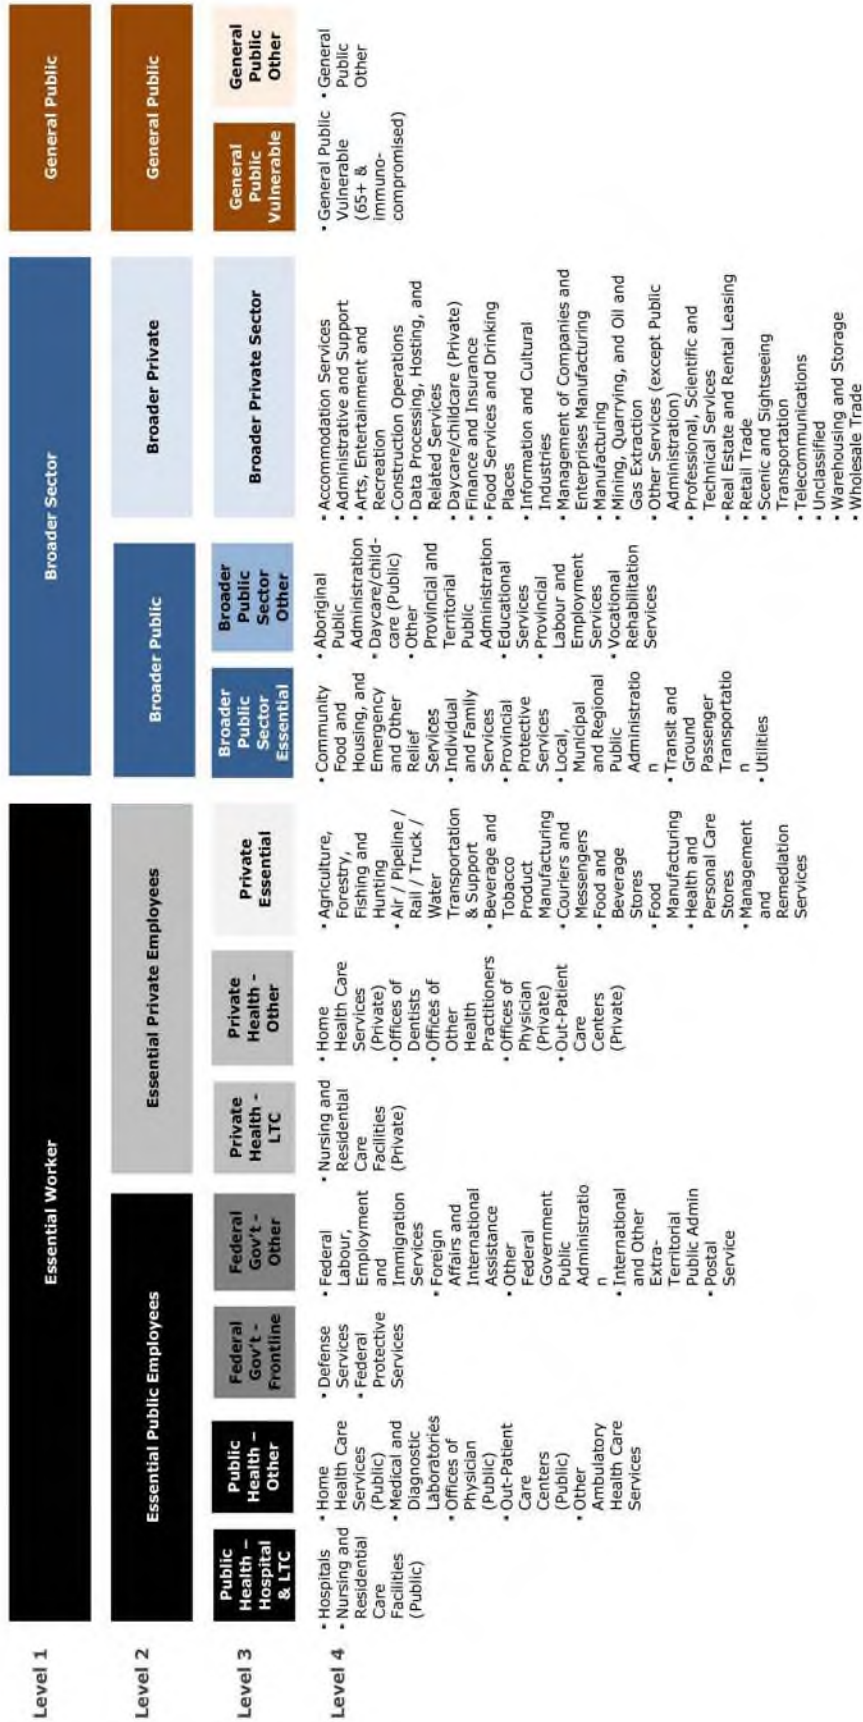 Level 1
Essential Worker
Broader Sector
General Public
Level 2
Essential Public Employees
Essential Private Employees
Broader Public
Broader Private
General Public
Level 3
Public
Health –
Hospital
& LTC
Public
Health –
Other
Federal
Gov't -
Frontline
Federal
Gov't -
Other
Private
Health -
LTC
Private
Health -
Other
Private
Essential
Broader
Public
Sector
Essential
Broader
Public
Sector
Other
Broader Private Sector
General
Public
Vulnerable
General
Public
Other
Level 4
• Hospitals
• Nursing and
Residential
Care
Facilities
(Public)
• Home
Health Care
Services
(Public)
• Medical and
Diagnostic
Laboratories
• Offices of
Physician
(Public)
• Out-Patient
Care
Centers
(Public)
• Other
Ambulatory
Health Care
Services
• Defense
Services
• Federal
Protective
Services
• Federal
Labour,
Employment
and
Immigration
Services
• Foreign
Affairs and
International
Assistance
• Other
Federal
Government
Public
Administratio
n
• International
and Other
Extra-
Territorial
Public Admin
• Postal
Service
• Nursing and
Residential
Care
Facilities
(Private)
• Home
Health Care
Services
(Private)
• Offices of
Dentists
• Offices of
Other
Health
Practitioners
• Offices of
Physician
(Private)
• Out-Patient
Care
Centers
(Private)
• Agriculture,
Forestry,
Fishing and
Hunting
• Air / Pipeline /
Rail / Truck /
Water
Transportation
& Support
• Beverage and
Tobacco
Product
Manufacturing
• Couriers and
Messengers
• Food and
Beverage
Stores
• Food
Manufacturing
• Health and
Personal Care
Stores
• Management
and
Remediation
Services
• Community
Food and
Housing, and
Emergency
and Other
Relief
Services
• Individual
and Family
Services
• Provincial
Protective
Services
• Local,
Municipal
and Regional
Public
Administratio
n
• Transit and
Ground
Passenger
Transportatio
n
• Utilities
• Aboriginal
Public
Administration
• Daycare/child-
care (Public)
• Other
Provincial and
Territorial
Public
Administration
• Educational
Services
• Provincial
Labour and
Employment
Services
• Vocational
Rehabilitation
Services
• Accommodation Services
• Administrative and Support
• Arts, Entertainment and
Recreation
• Construction Operations
• Data Processing, Hosting, and
Related Services
• Daycare/childcare (Private)
• Finance and Insurance
• Food Services and Drinking
Places
• Information and Cultural
Industries
• Management of Companies and
Enterprises Manufacturing
• Manufacturing
• Mining, Quarrying, and Oil and
Gas Extraction
• Other Services (except Public
Administration)
• Professional, Scientific and
Technical Services
• Real Estate and Rental Leasing
• Retail Trade
• Scenic and Sightseeing
Transportation
• Telecommunications
• Unclassified
• Warehousing and Storage
• Wholesale Trade
• General Public
Vulnerable
(65+ &
immuno-
compromised)
• General
Public
Other